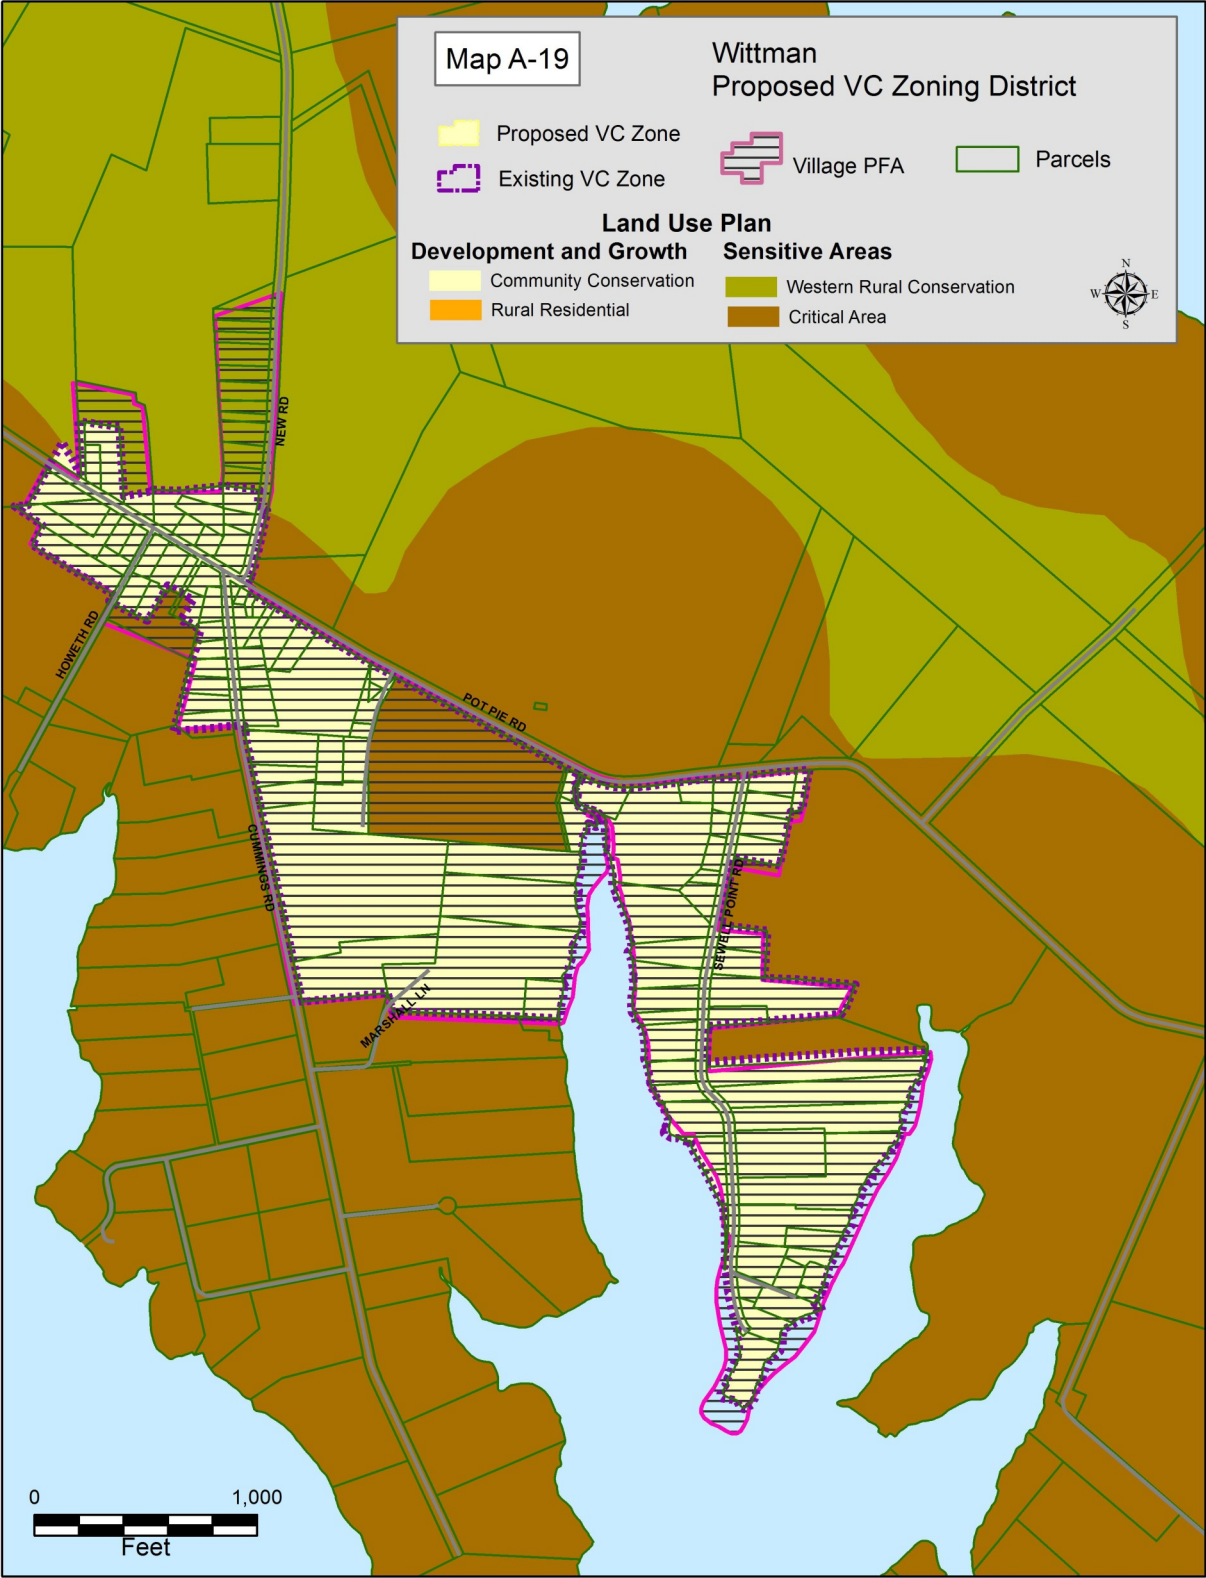 Map A-19
Wittman
Proposed VC Zoning District
Proposed VC Zone
Existing VC Zone
Village PFA
Parcels
Land Use Plan
Development and Growth
Sensitive Areas
Community Conservation
Rural Residential
Western Rural Conservation
Critical Area
N
W
E
S
NEW RD
HOWETH RD
POT PIE RD
CUMMINGS RD
SEWELL POINT RD
MARSHALL LN
0
1,000
Feet